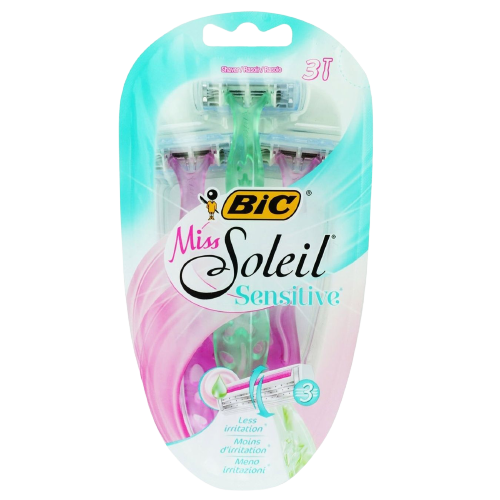 3
BiC®
Miss
Soleil®
Sensitive®
3
Less
irritation
Moins
d'irritation
Meno
irritazioni